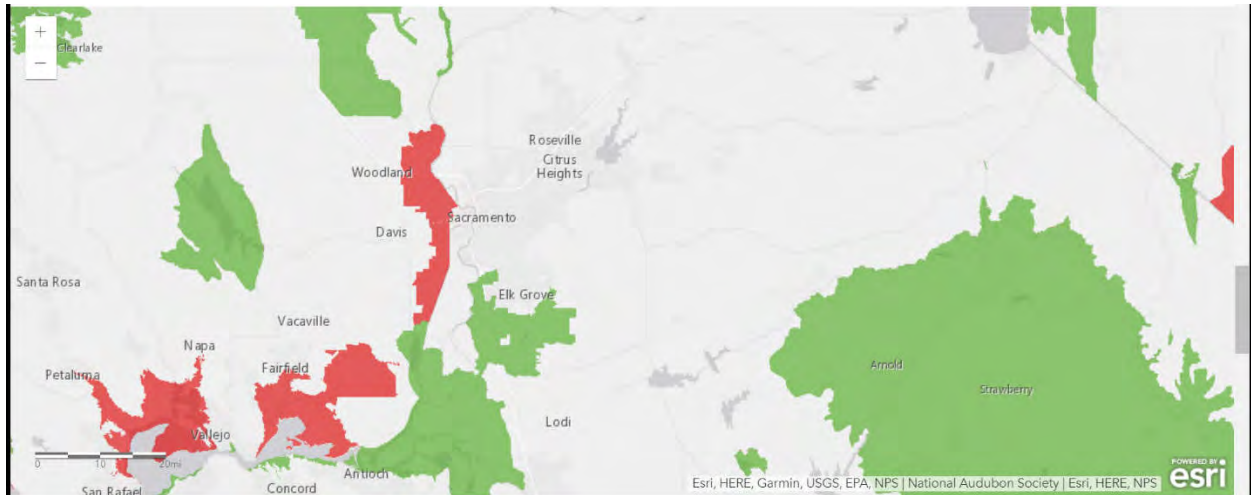 +
Clearlake
−
Roseville
Citrus
Heights
Woodland
Sacramento
Davis
Santa Rosa
Elk Grove
Vacaville
Napa
Fairfield
Petaluma
Arnold
Strawberry
Lodi
Vallejo
0 10 20mi
Antioch
San Rafael
Concord
Esri, HERE, Garmin, USGS, EPA, NPS | National Audubon Society | Esri, HERE, NPS
POWERED BY
esri